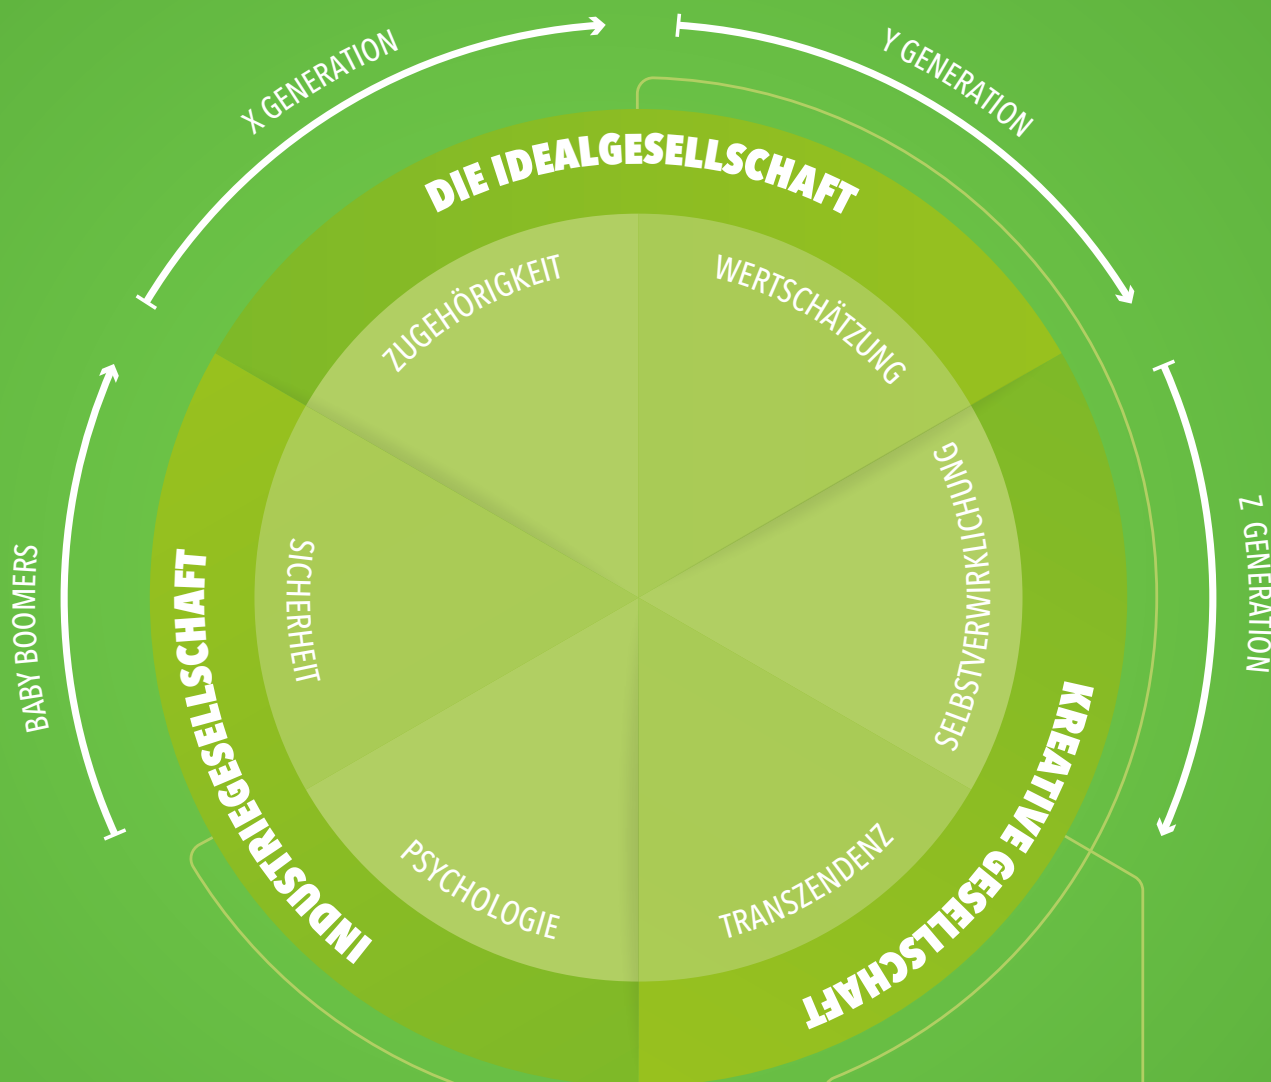 X GENERATION
Y GENERATION
DIE IDEALGESELLSCHAFT
ZUGEHÖRIGKEIT
WERTSCHÄTZUNG
BABY BOOMERS
INDUSTRIEGESELLSCHAFT
SICHERHEIT
SELBSTVERWIRKLICHUNG
Z GENERATION
KREATIVE GESELLSCHAFT
PSYCHOLOGIE
TRANSZENDENZ